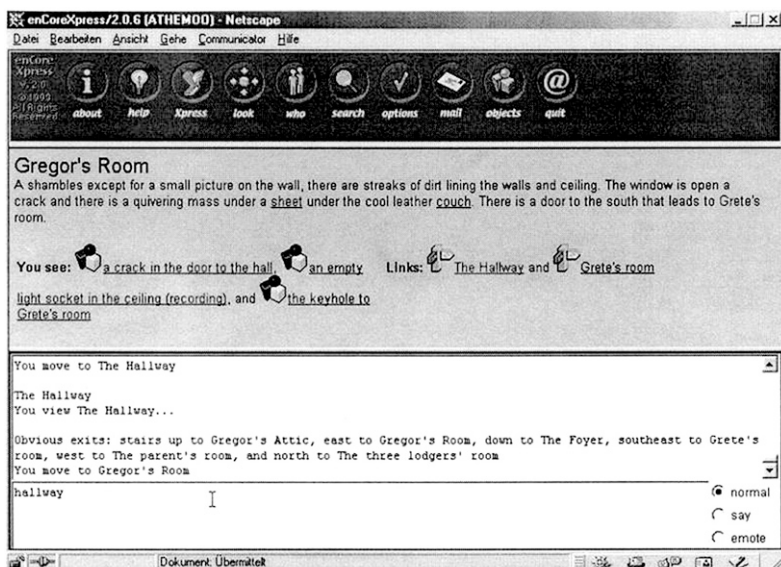 enCoreXpress/2.0.6 (ATHEMOO) - Netscape
Datei Bearbeiten Ansicht Gehe Communicator Hilfe
enCore
Xpress
V. 2.0
©1999
All Rights
Reserved
about help Xpress look who search options mail objects quit
Gregor's Room
A shambles except for a small picture on the wall, there are streaks of dirt lining the walls and ceiling. The window is open a
crack and there is a quivering mass under a sheet under the cool leather couch. There is a door to the south that leads to Grete's
room.
You see: a crack in the door to the hall, an empty
light socket in the ceiling (recording), and the keyhole to
Grete's room
Links: The Hallway and Grete's room
You move to The Hallway
The Hallway
You view The Hallway...
Obvious exits: stairs up to Gregor's Attic, east to Gregor's Room, down to The Foyer, southeast to Grete's
room, west to The parent's room, and north to The three lodgers' room
You move to Gregor's Room
hallway
normal
say
emote
Dokument: Übermittelt